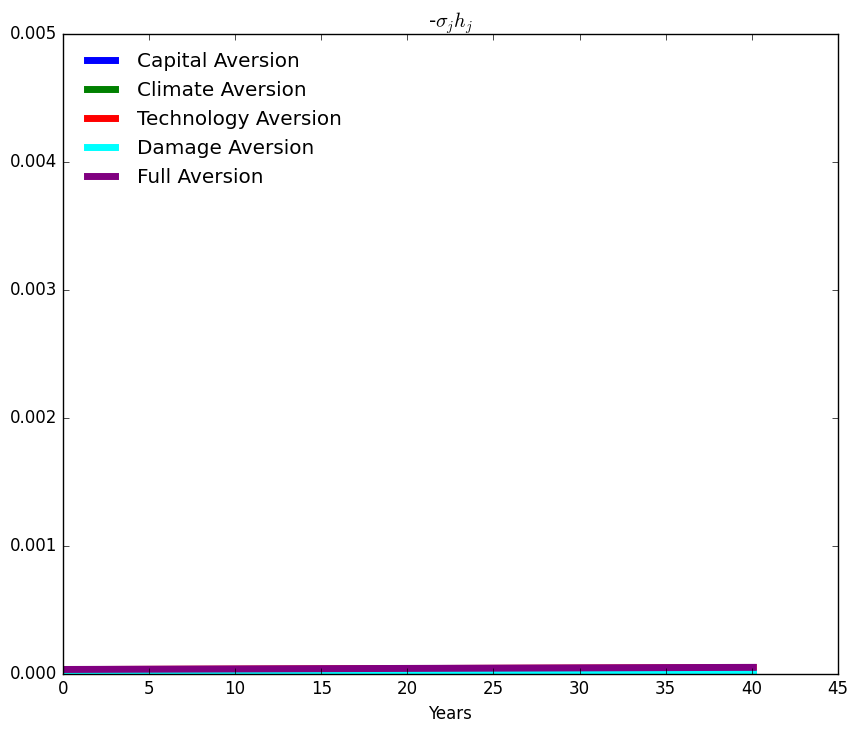 -σⱼhⱼ
0.005
Capital Aversion
Climate Aversion
Technology Aversion
Damage Aversion
Full Aversion
0.004
0.003
0.002
0.001
0.000
0 5 10 15 20 25 30 35 40 45
Years